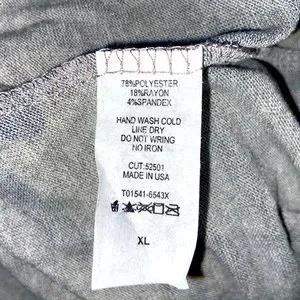 78%POLYESTER
18%RAYON
4%SPANDEX
HAND WASH COLD
LINE DRY
DO NOT WRING
NO IRON
CUT:52501
MADE IN USA
T01541-6543X
XL